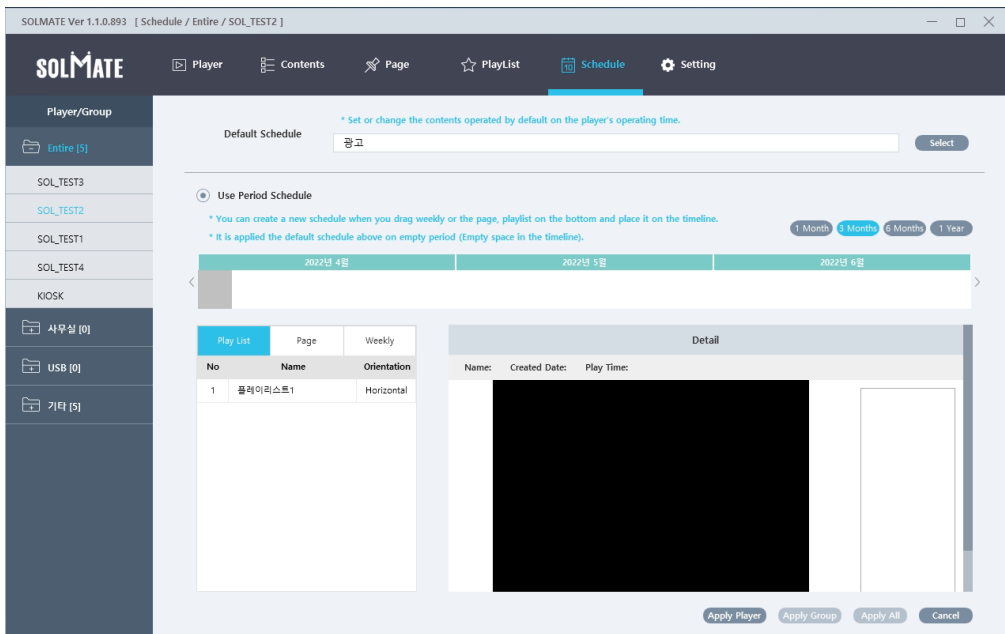 SOLMATE Ver 1.1.0.893 [ Schedule / Entire / SOL_TEST2 ]
SOLMATE
Player
Contents
Page
PlayList
10
Schedule
Setting
Player/Group
Entire [5]
SOL_TEST3
SOL_TEST2
SOL_TEST1
SOL_TEST4
KIOSK
사무실 [0]
USB [0]
기타 [5]
* Set or change the contents operated by default on the player's operating time.
Default Schedule
광고
Select
Use Period Schedule
* You can create a new schedule when you drag weekly or the page, playlist on the bottom and place it on the timeline.
* It is applied the default schedule above on empty period (Empty space in the timeline).
1 Month 3 Months 6 Months 1 Year
2022년 4월 2022년 5월 2022년 6월
Play List Page Weekly
No Name Orientation
1 플레이리스트1 Horizontal
Detail
Name: Created Date: Play Time:
Apply Player Apply Group Apply All Cancel